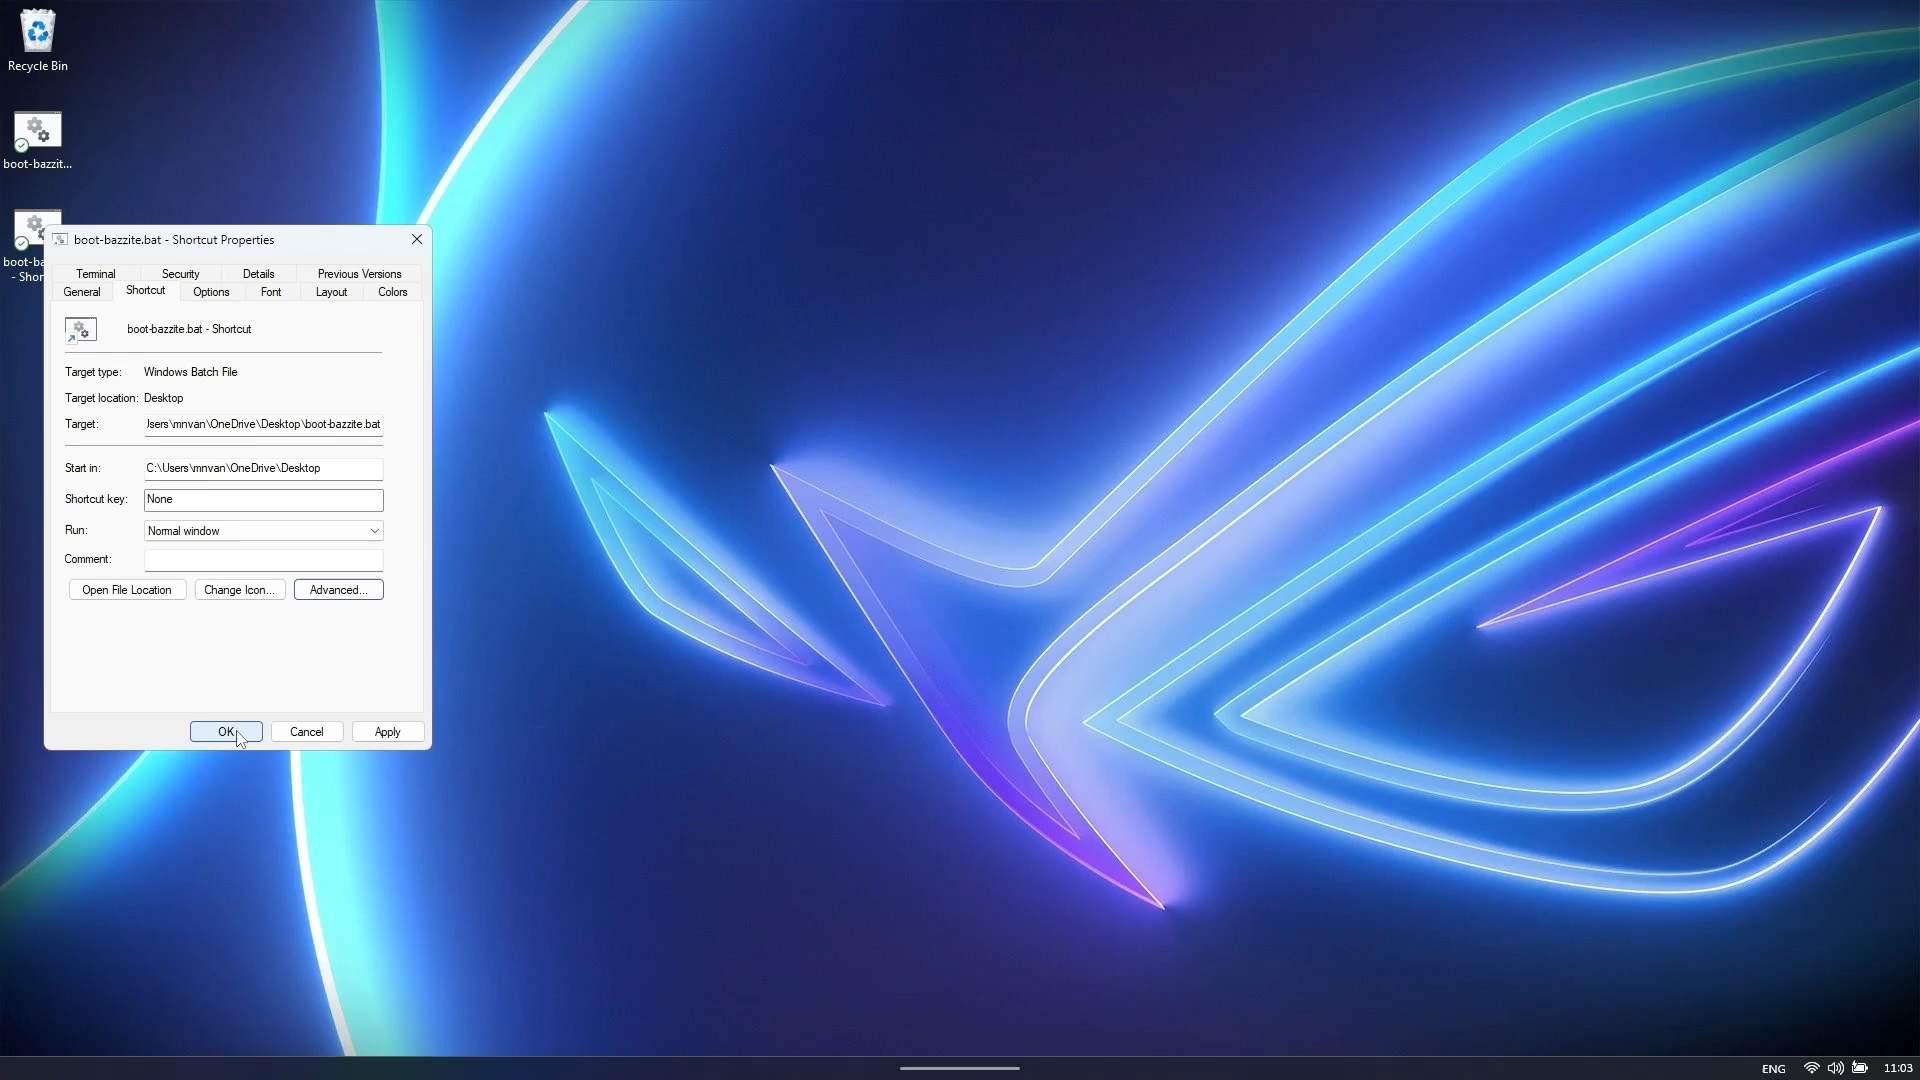 Recycle Bin
boot-bazzit...
boot-ba
- Shor
boot-bazzite.bat - Shortcut Properties
Terminal Security Details Previous Versions
General Shortcut Options Font Layout Colors
boot-bazzite.bat - Shortcut
Target type: Windows Batch File
Target location: Desktop
Target: Jsers\mnvan\OneDrive\Desktop\boot-bazzite.bat
Start in: C:\Users\mnvan\OneDrive\Desktop
Shortcut key: None
Run: Normal window
Comment:
Open File Location Change Icon... Advanced...
OK Cancel Apply
ENG 11:03